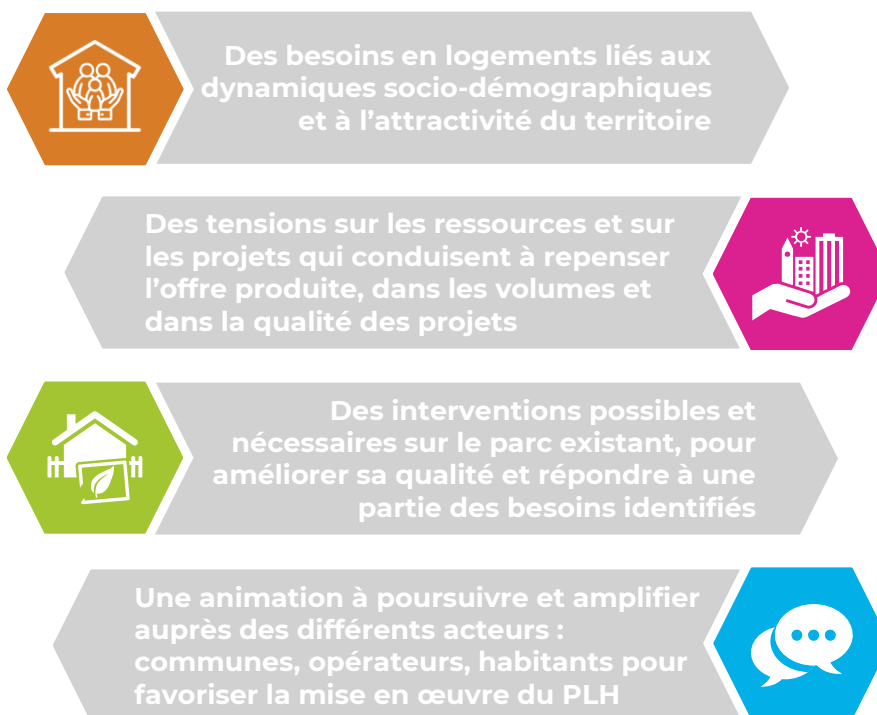 Des besoins en logements liés aux
dynamiques socio-démographiques
et à l’attractivité du territoire
Des tensions sur les ressources et sur
les projets qui conduisent à repenser
l’offre produite, dans les volumes et
dans la qualité des projets
Des interventions possibles et
nécessaires sur le parc existant, pour
améliorer sa qualité et répondre à une
partie des besoins identifiés
Une animation à poursuivre et amplifier
auprès des différents acteurs :
communes, opérateurs, habitants pour
favoriser la mise en œuvre du PLH